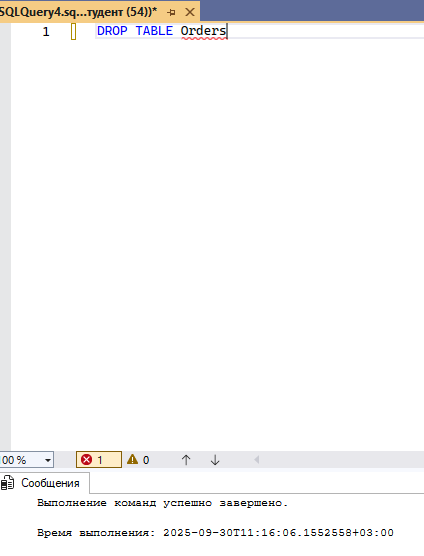 SQLQuery4.sq...тудент (54))*
1 DROP TABLE Orders
100 % 1 0
Сообщения
Выполнение команд успешно завершено.
Время выполнения: 2025-09-30T11:16:06.1552558+03:00